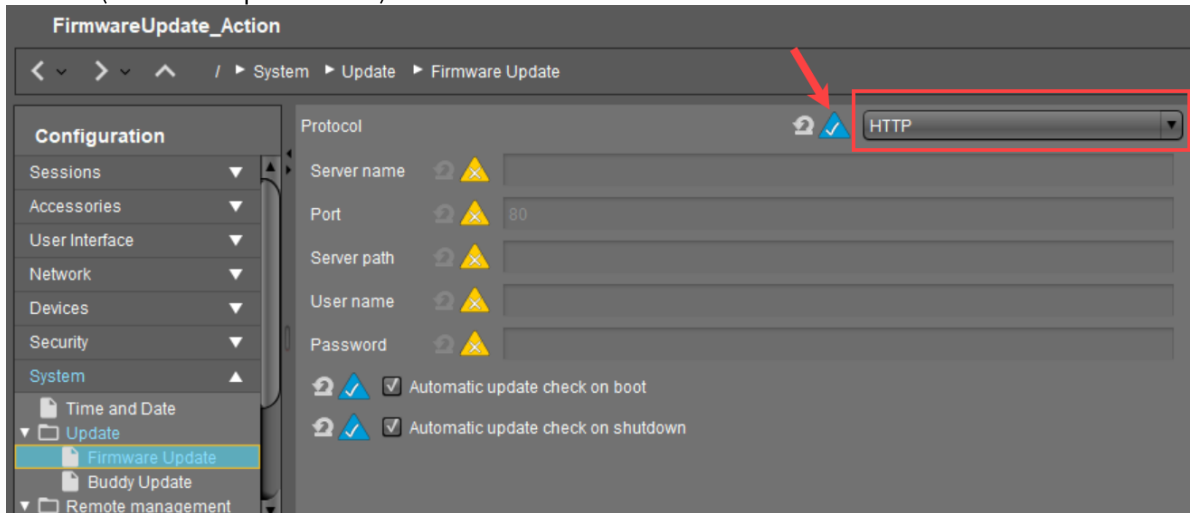 FirmwareUpdate_Action
/ ► System ► Update ► Firmware Update
Configuration
Sessions
Accessories
User Interface
Network
Devices
Security
System
Time and Date
Update
Firmware Update
Buddy Update
Remote management
Protocol
HTTP
Server name
Port
80
Server path
User name
Password
Automatic update check on boot
Automatic update check on shutdown